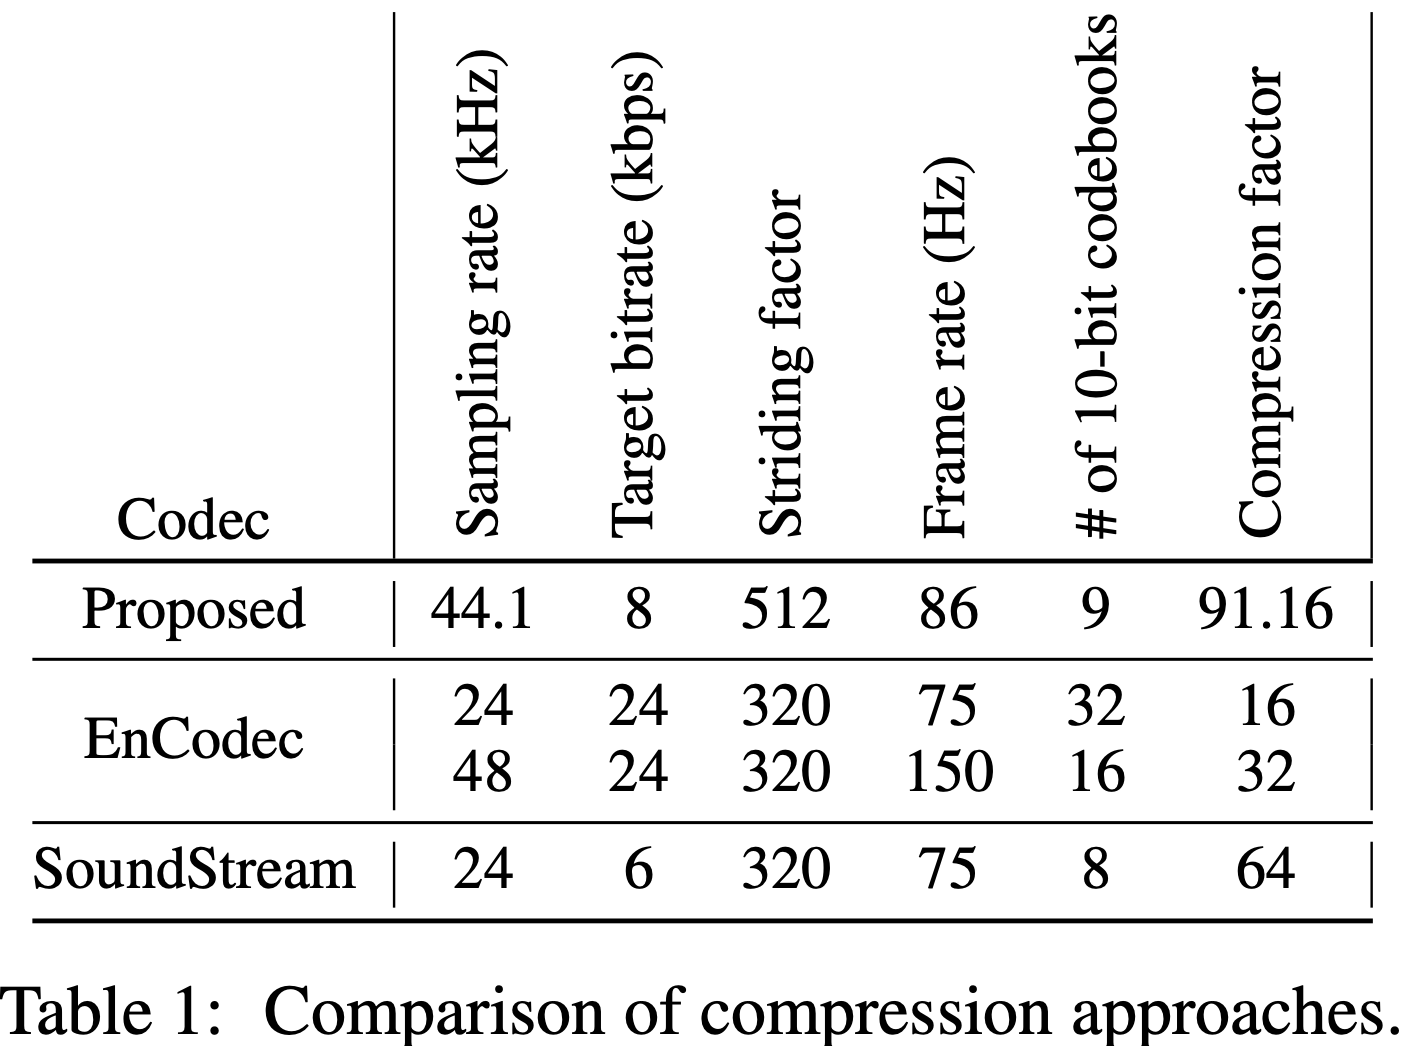 Codec Sampling rate (kHz) Target bitrate (kbps) Striding factor Frame rate (Hz) # of 10-bit codebooks Compression factor
Proposed 44.1 8 512 86 9 91.16
EnCodec 24 24 320 75 32 16
48 24 320 150 16 32
SoundStream 24 6 320 75 8 64
Table 1: Comparison of compression approaches.